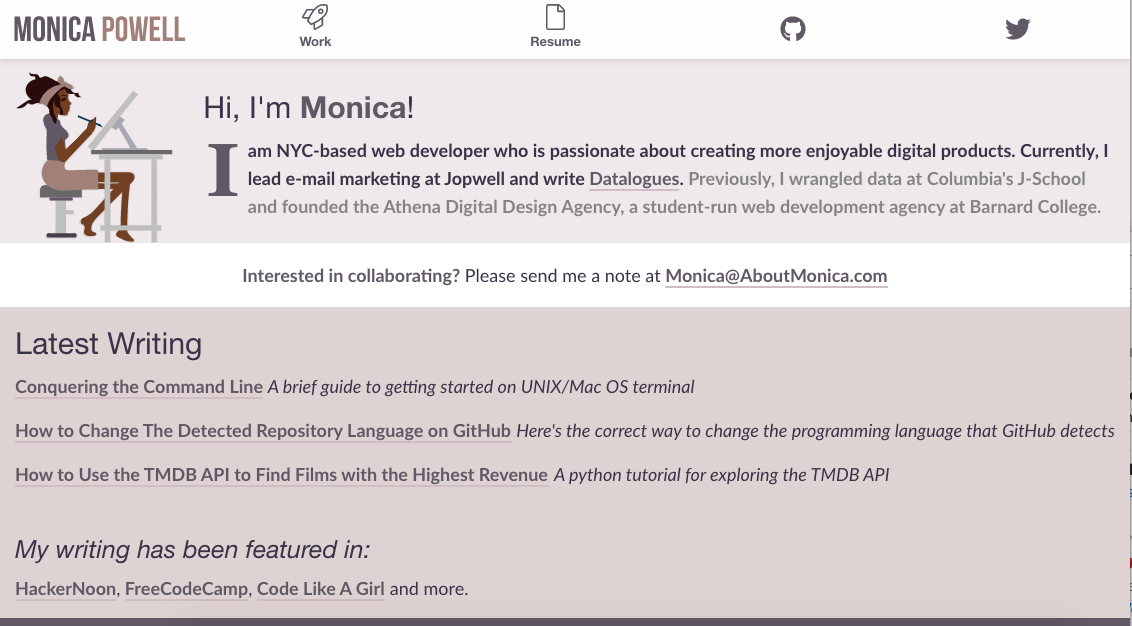 MONICA POWELL
Work
Resume
Hi, I'm Monica!
I am NYC-based web developer who is passionate about creating more enjoyable digital products. Currently, I
lead e-mail marketing at Jopwell and write Datalogues. Previously, I wrangled data at Columbia's J-School
and founded the Athena Digital Design Agency, a student-run web development agency at Barnard College.
Interested in collaborating? Please send me a note at Monica@AboutMonica.com
Latest Writing
Conquering the Command Line A brief guide to getting started on UNIX/Mac OS terminal
How to Change The Detected Repository Language on GitHub Here's the correct way to change the programming language that GitHub detects
How to Use the TMDB API to Find Films with the Highest Revenue A python tutorial for exploring the TMDB API
My writing has been featured in:
HackerNoon, FreeCodeCamp, Code Like A Girl and more.